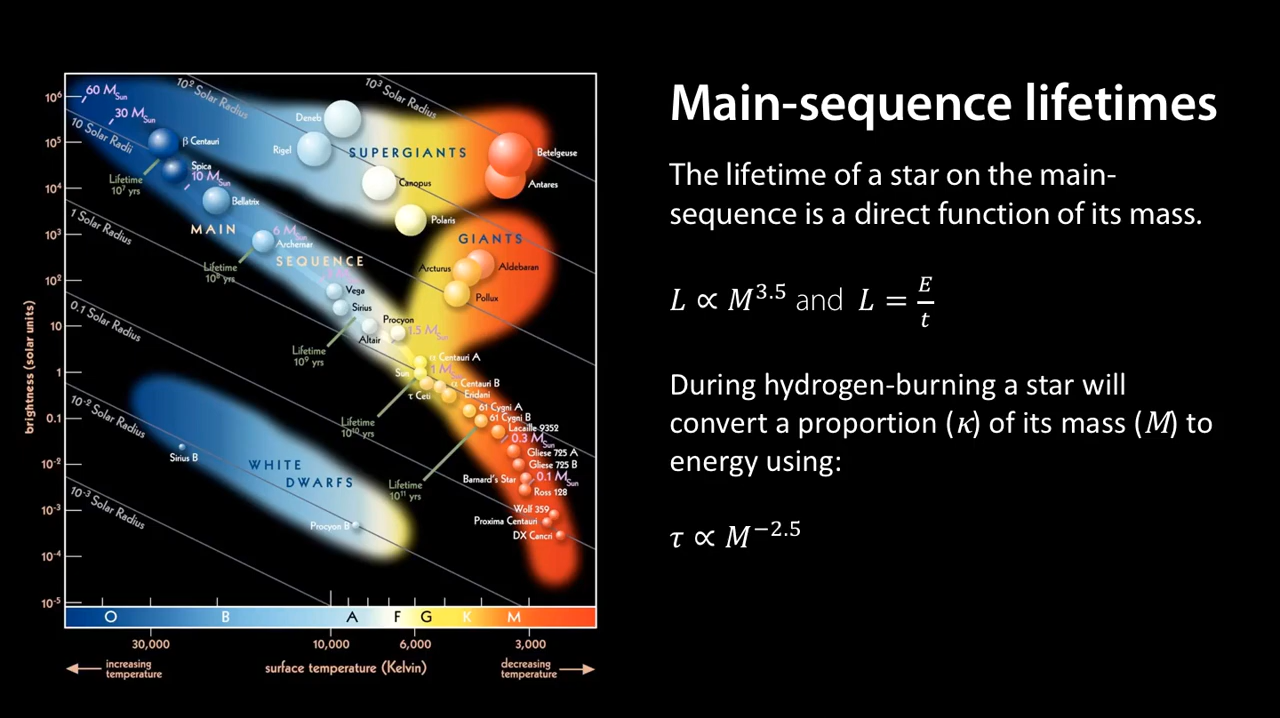 Main-sequence lifetimes
The lifetime of a star on the main-
sequence is a direct function of its mass.
L ∝ M^3.5 and L = E/t
During hydrogen-burning a star will
convert a proportion (κ) of its mass (M) to
energy using:
τ ∝ M^−2.5
brightness (solar units)
10^6
10^5
10^4
10^3
10^2
10
1
0.1
10^-2
10^-3
10^-4
10^-5
10^2 Solar Radius
10^3 Solar Radius
10 Solar Radii
1 Solar Radius
0.1 Solar Radius
10^-2 Solar Radius
10^-3 Solar Radius
60 M_Sun
30 M_Sun
β Centauri
Spica
10 M_Sun
Lifetime
10^7 yrs
Bellatrix
MAIN
SEQUENCE
6 M_Sun
Archemar
Lifetime
10^8 yrs
Vega
Sirius
Altair
Procyon
1.5 M_Sun
Lifetime
10^9 yrs
α Centauri A
Sun
1 M_Sun
α Centauri B
τ Ceti
Eridani
Lifetime
10^10 yrs
61 Cygni A
61 Cygni B
Lacaille 9352
0.3 M_Sun
Gliese 725 A
Gliese 725 B
Lifetime
10^11 yrs
Barnard's Star
0.1 M_Sun
Ross 128
Wolf 359
Proxima Centauri
DX Cancri
Deneb
Rigel
SUPERGIANTS
Betelgeuse
Canopus
Antares
Polaris
GIANTS
Arcturus
Aldebaran
Pollux
Sirius B
WHITE
DWARFS
Procyon B
O B A F G K M
30,000 10,000 6,000 3,000
increasing
temperature
surface temperature (Kelvin)
decreasing
temperature